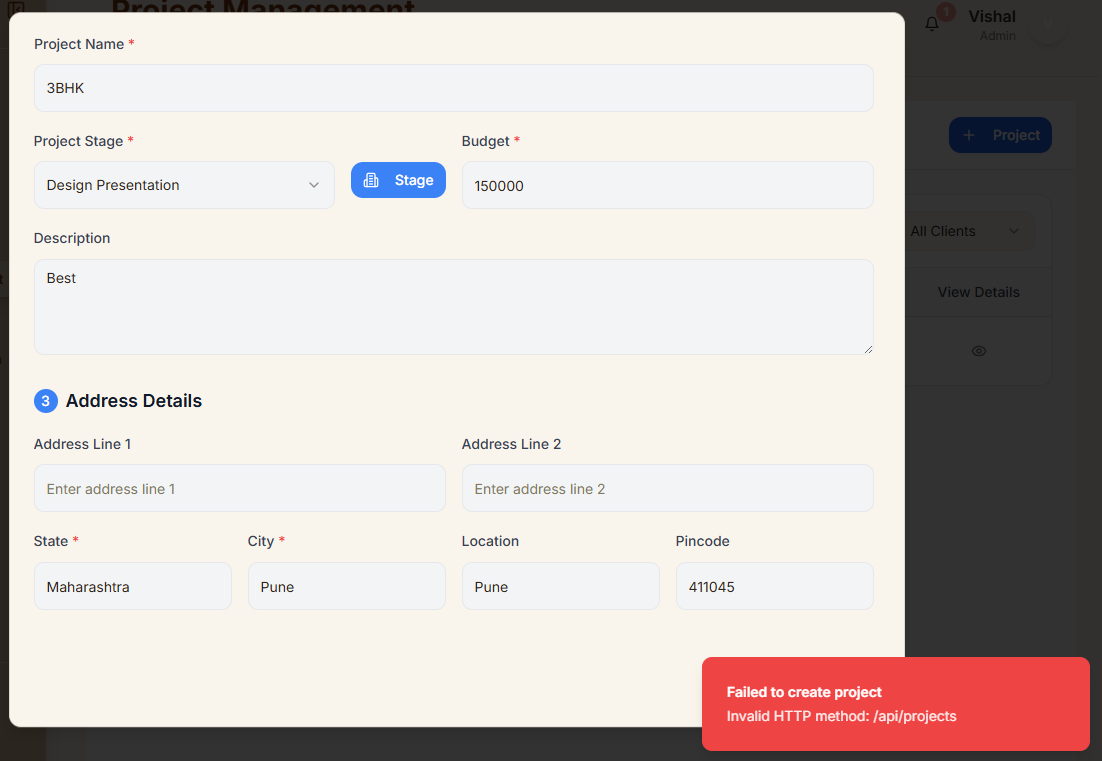 Project Management
1
Vishal
Admin
Project Name *
3BHK
Project Stage *
Budget *
+ Project
Design Presentation
Stage
150000
All Clients
Description
Best
View Details
3 Address Details
Address Line 1
Address Line 2
Enter address line 1
Enter address line 2
State *
City *
Location
Pincode
Maharashtra
Pune
Pune
411045
Failed to create project
Invalid HTTP method: /api/projects